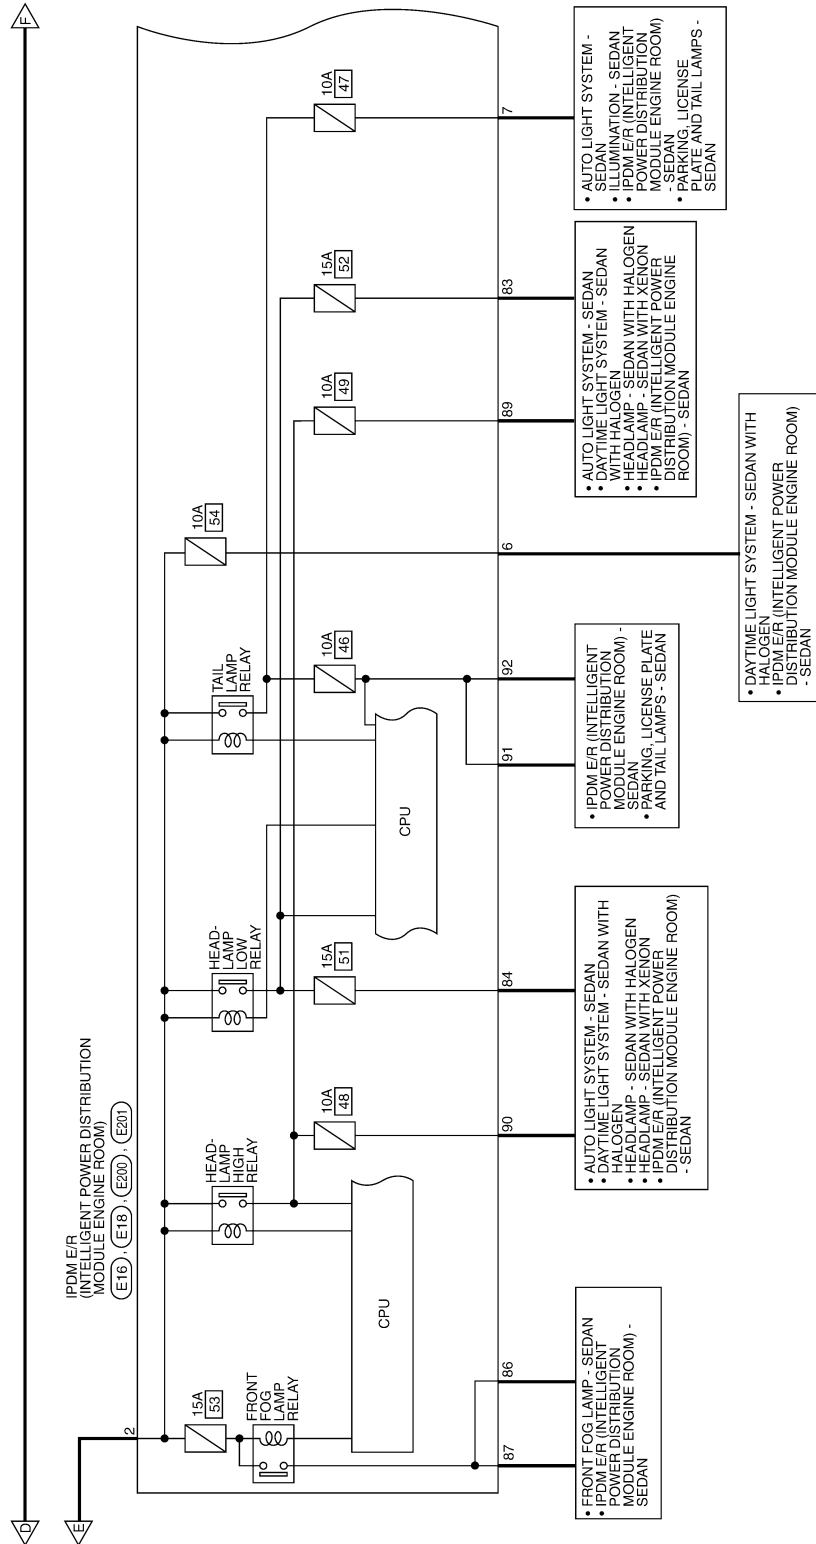 F
D
E
IPDM E/R
(INTELLIGENT POWER DISTRIBUTION
MODULE ENGINE ROOM)
E16 , E18 , E200 , E201
2
15A
53
FRONT
FOG
LAMP
RELAY
HEAD-
LAMP
HIGH
RELAY
HEAD-
LAMP
LOW
RELAY
TAIL
LAMP
RELAY
10A
54
10A
48
15A
51
10A
46
10A
49
15A
52
10A
47
CPU
CPU
87
86
90
84
91
92
6
89
83
7
• FRONT FOG LAMP - SEDAN
• IPDM E/R (INTELLIGENT
POWER DISTRIBUTION
MODULE ENGINE ROOM) -
SEDAN
• AUTO LIGHT SYSTEM - SEDAN
• DAYTIME LIGHT SYSTEM - SEDAN WITH
HALOGEN
• HEADLAMP - SEDAN WITH HALOGEN
• HEADLAMP - SEDAN WITH XENON
• IPDM E/R (INTELLIGENT POWER
DISTRIBUTION MODULE ENGINE ROOM)
- SEDAN
• IPDM E/R (INTELLIGENT
POWER DISTRIBUTION
MODULE ENGINE ROOM) -
SEDAN
• PARKING, LICENSE PLATE
AND TAIL LAMPS - SEDAN
• DAYTIME LIGHT SYSTEM - SEDAN WITH
HALOGEN
• IPDM E/R (INTELLIGENT POWER
DISTRIBUTION MODULE ENGINE ROOM)
- SEDAN
• AUTO LIGHT SYSTEM - SEDAN
• DAYTIME LIGHT SYSTEM - SEDAN
WITH HALOGEN
• HEADLAMP - SEDAN WITH HALOGEN
• HEADLAMP - SEDAN WITH XENON
• IPDM E/R (INTELLIGENT POWER
DISTRIBUTION MODULE ENGINE
ROOM) - SEDAN
• AUTO LIGHT SYSTEM -
SEDAN
• ILLUMINATION - SEDAN
• IPDM E/R (INTELLIGENT
POWER DISTRIBUTION
MODULE ENGINE ROOM)
- SEDAN
• PARKING, LICENSE
PLATE AND TAIL LAMPS -
SEDAN